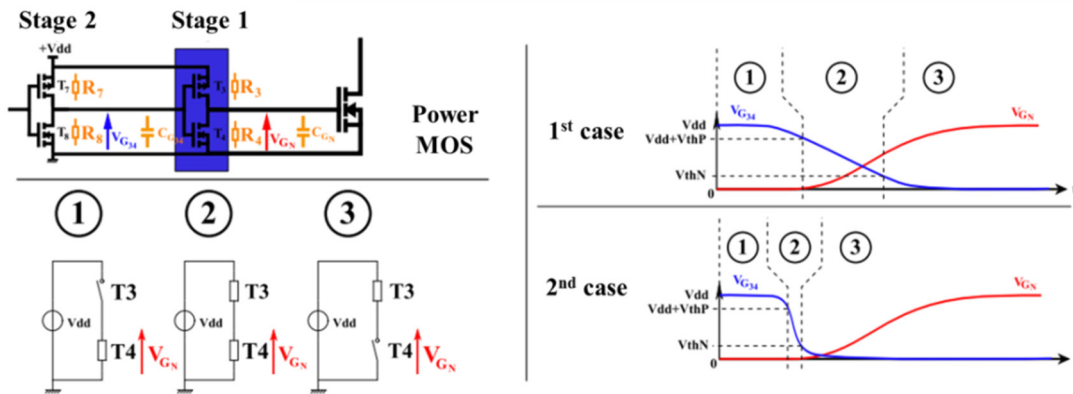 Stage 2 Stage 1
+Vdd
T7 R7 T3 R3
T8 R8 VG34 CG34 T4 R4 VGN CGN
Power
MOS
1 2 3
T3 T3 T3
Vdd Vdd Vdd
T4 VGN T4 VGN T4 VGN
1st case
1 2 3
VG34 VGN
Vdd
Vdd+VthP
VthN
0
2nd case
1 2 3
VG34 VGN
Vdd
Vdd+VthP
VthN
0